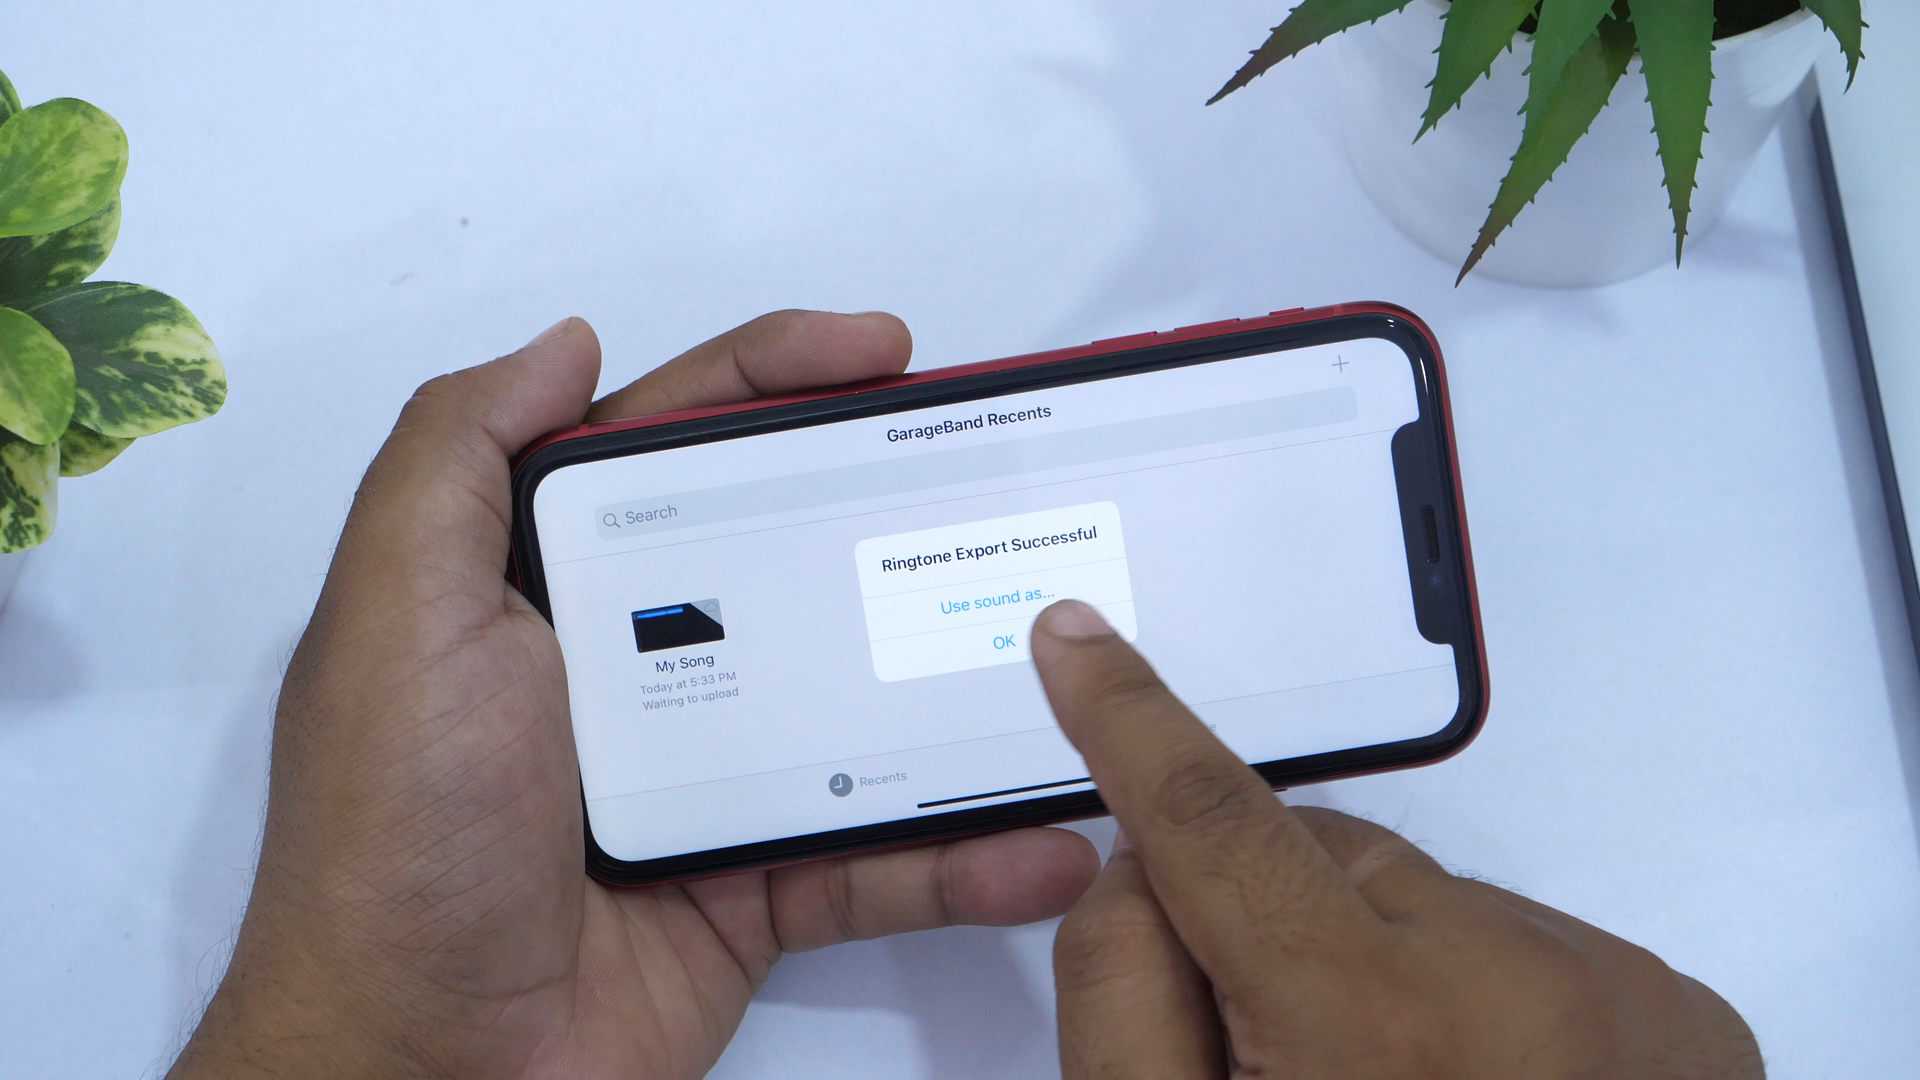 GarageBand Recents
Search
Ringtone Export Successful
Use sound as...
OK
My Song
Today at 5:33 PM
Waiting to upload
Recents